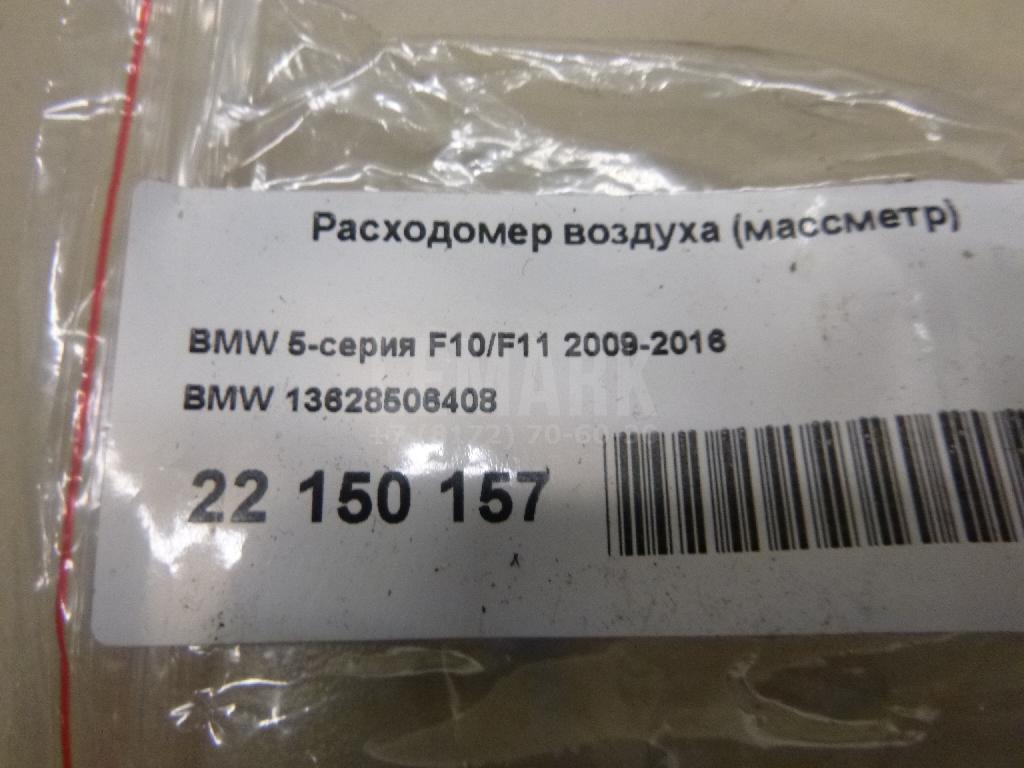 Расходомер воздуха (массметр)
BMW 5-серия F10/F11 2009-2016
BMW 13628506408
22 150 157